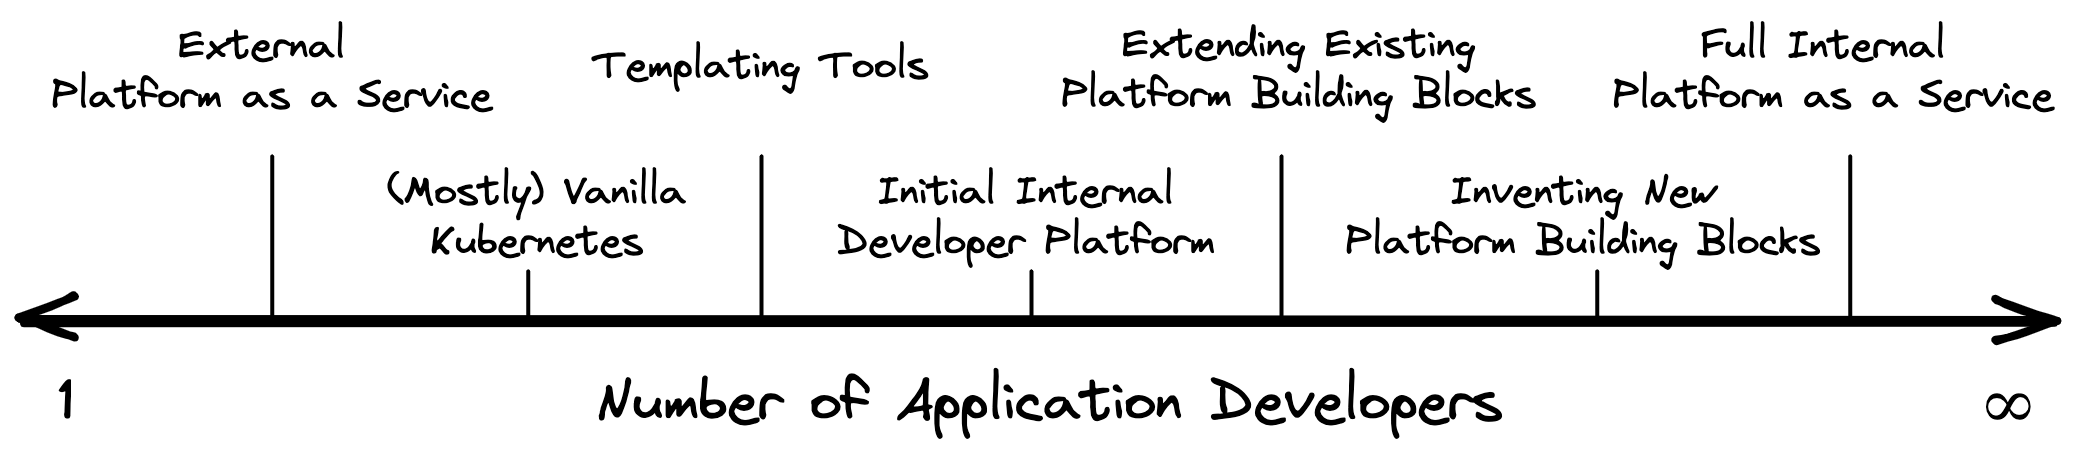 External
Platform as a Service
Templating Tools
Extending Existing
Platform Building Blocks
Full Internal
Platform as a Service
(Mostly) Vanilla
Kubernetes
Initial Internal
Developer Platform
Inventing New
Platform Building Blocks
1
Number of Application Developers
∞